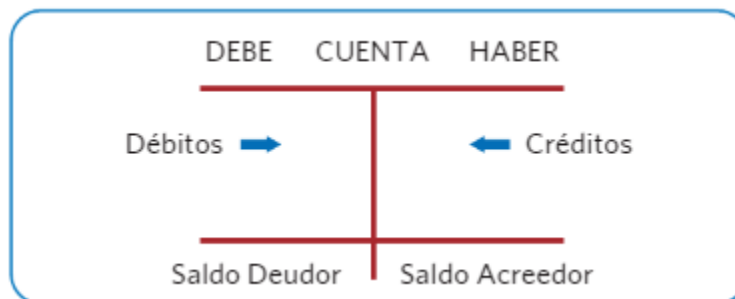 DEBE CUENTA HABER
Débitos Créditos
Saldo Deudor Saldo Acreedor